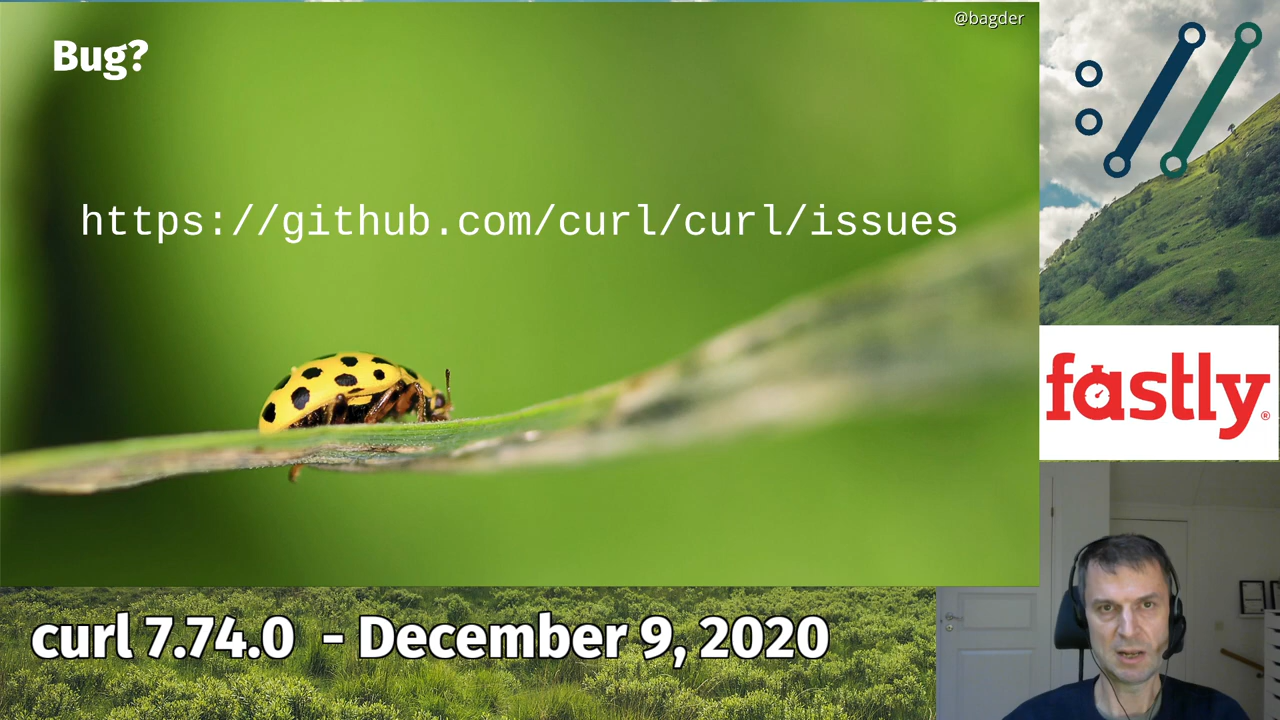 @bagder
Bug?
https://github.com/curl/curl/issues
fastly®
curl 7.74.0 - December 9, 2020